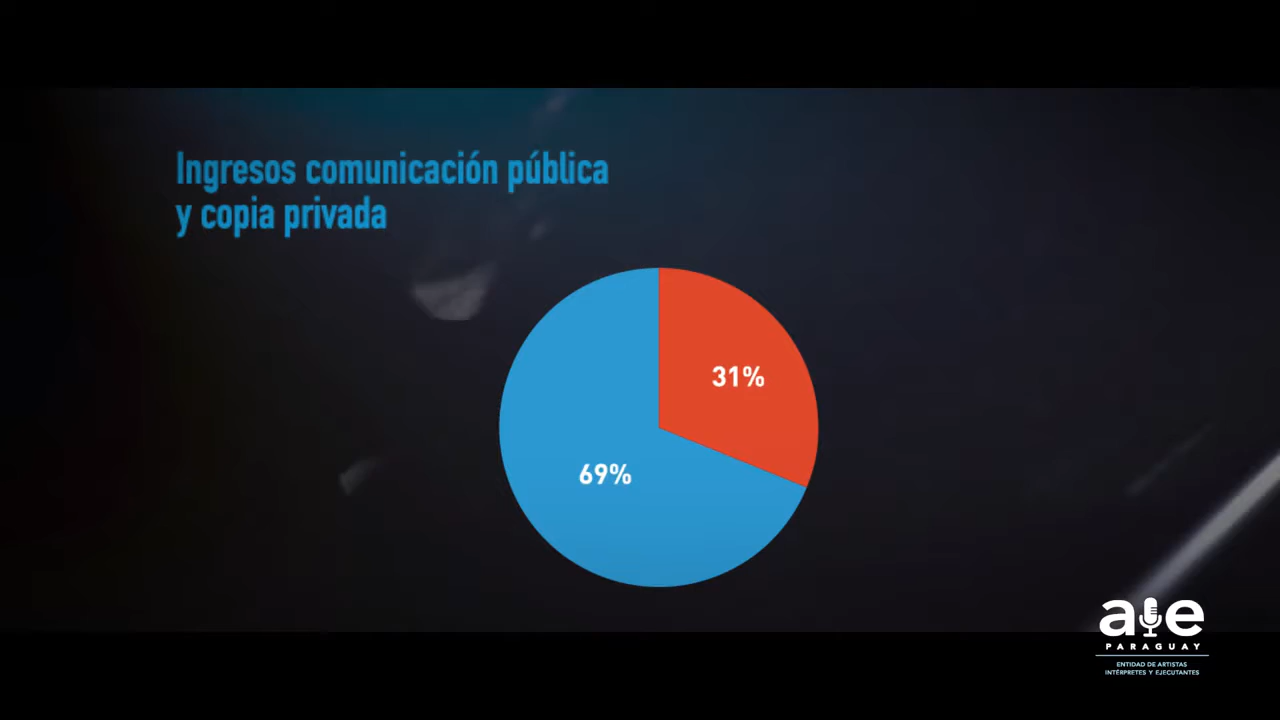 Ingresos comunicación pública
y copia privada
31%
69%
aie
PARAGUAY
ENTIDAD DE ARTISTAS
INTÉRPRETES Y EJECUTANTES